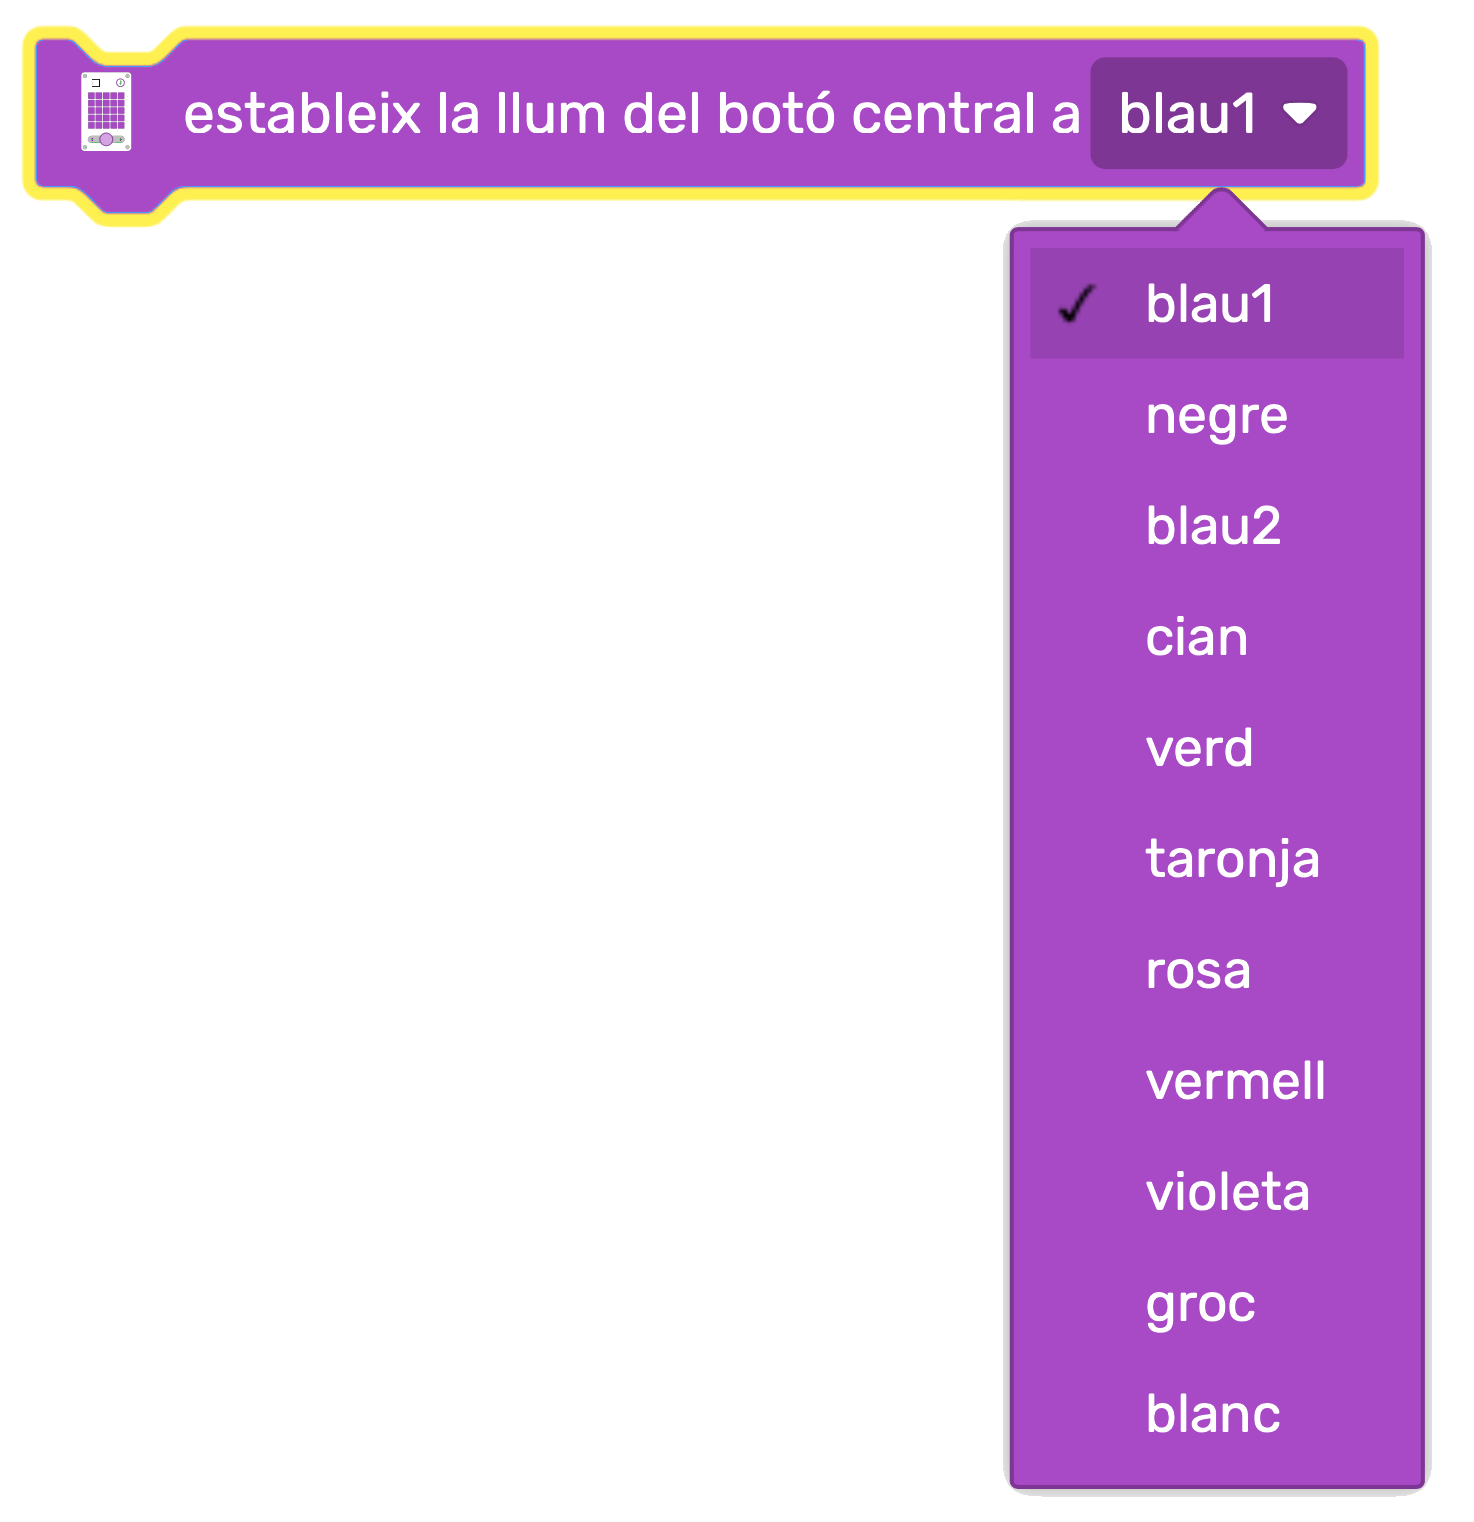 estableix la llum del botó central a blau1
blau1
negre
blau2
cian
verd
taronja
rosa
vermell
violeta
groc
blanc